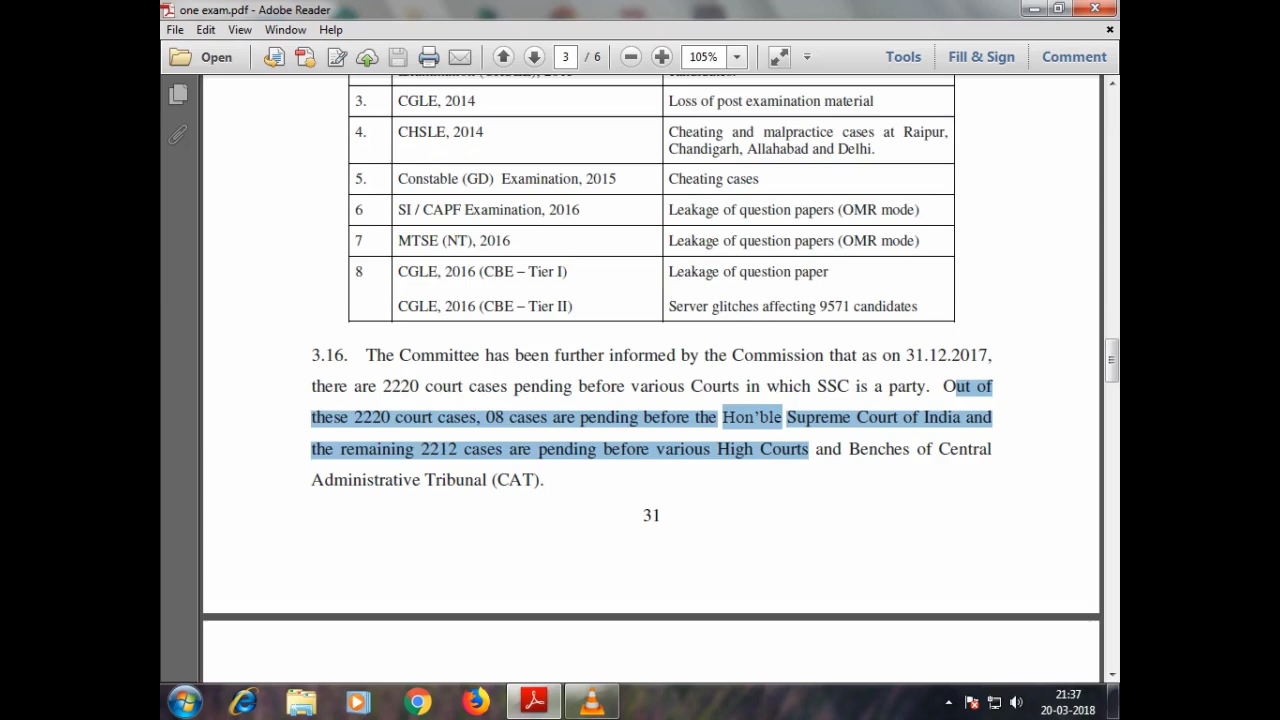 one exam.pdf - Adobe Reader
File Edit View Window Help
Open 3 / 6 105% Tools Fill & Sign Comment
3. CGLE, 2014 Loss of post examination material
4. CHSLE, 2014 Cheating and malpractice cases at Raipur,
Chandigarh, Allahabad and Delhi.
5. Constable (GD) Examination, 2015 Cheating cases
6 SI / CAPF Examination, 2016 Leakage of question papers (OMR mode)
7 MTSE (NT), 2016 Leakage of question papers (OMR mode)
8 CGLE, 2016 (CBE – Tier I) Leakage of question paper
CGLE, 2016 (CBE – Tier II) Server glitches affecting 9571 candidates
3.16. The Committee has been further informed by the Commission that as on 31.12.2017,
there are 2220 court cases pending before various Courts in which SSC is a party. Out of
these 2220 court cases, 08 cases are pending before the Hon’ble Supreme Court of India and
the remaining 2212 cases are pending before various High Courts and Benches of Central
Administrative Tribunal (CAT).
31
21:37
20-03-2018